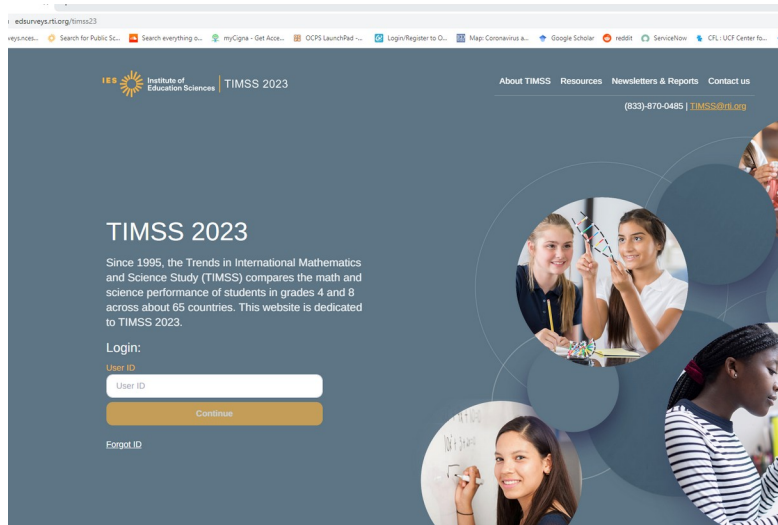 edsurveys.rti.org/timss23
veys.nces... Search for Public Sc... Search everything o... myCigna - Get Acce... OCPS LaunchPad -... Login/Register to O... Map: Coronavirus a... Google Scholar reddit ServiceNow CFL : UCF Center fo...
IES Institute of Education Sciences TIMSS 2023
About TIMSS Resources Newsletters & Reports Contact us
(833)-870-0485 | TIMSS@rti.org
TIMSS 2023
Since 1995, the Trends in International Mathematics
and Science Study (TIMSS) compares the math and
science performance of students in grades 4 and 8
across about 65 countries. This website is dedicated
to TIMSS 2023.
Login:
User ID
User ID
Continue
Forgot ID